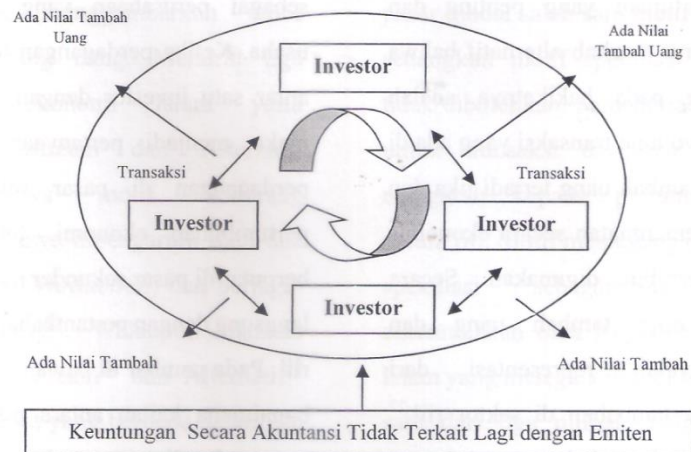 Ada Nilai Tambah
Uang
Ada Nilai
Tambah Uang
Investor
Transaksi
Transaksi
Investor
Investor
Investor
Ada Nilai Tambah
Ada Nilai Tambah
Keuntungan Secara Akuntansi Tidak Terkait Lagi dengan Emiten